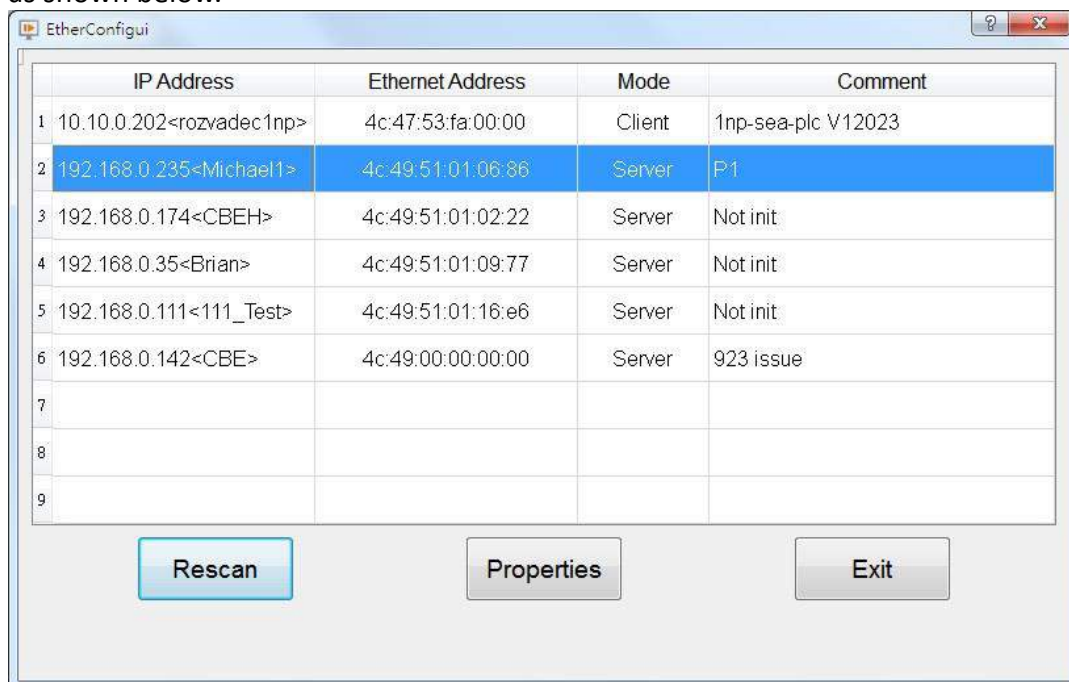 as shown below.
EtherConfigui
IP Address Ethernet Address Mode Comment
1 10.10.0.202<rozvadec1np> 4c:47:53:fa:00:00 Client 1np-sea-plc V12023
2 192.168.0.235<Michael1> 4c:49:51:01:06:86 Server P1
3 192.168.0.174<CBEH> 4c:49:51:01:02:22 Server Not init
4 192.168.0.35<Brian> 4c:49:51:01:09:77 Server Not init
5 192.168.0.111<111_Test> 4c:49:51:01:16:e6 Server Not init
6 192.168.0.142<CBE> 4c:49:00:00:00:00 Server 923 issue
7
8
9
Rescan Properties Exit